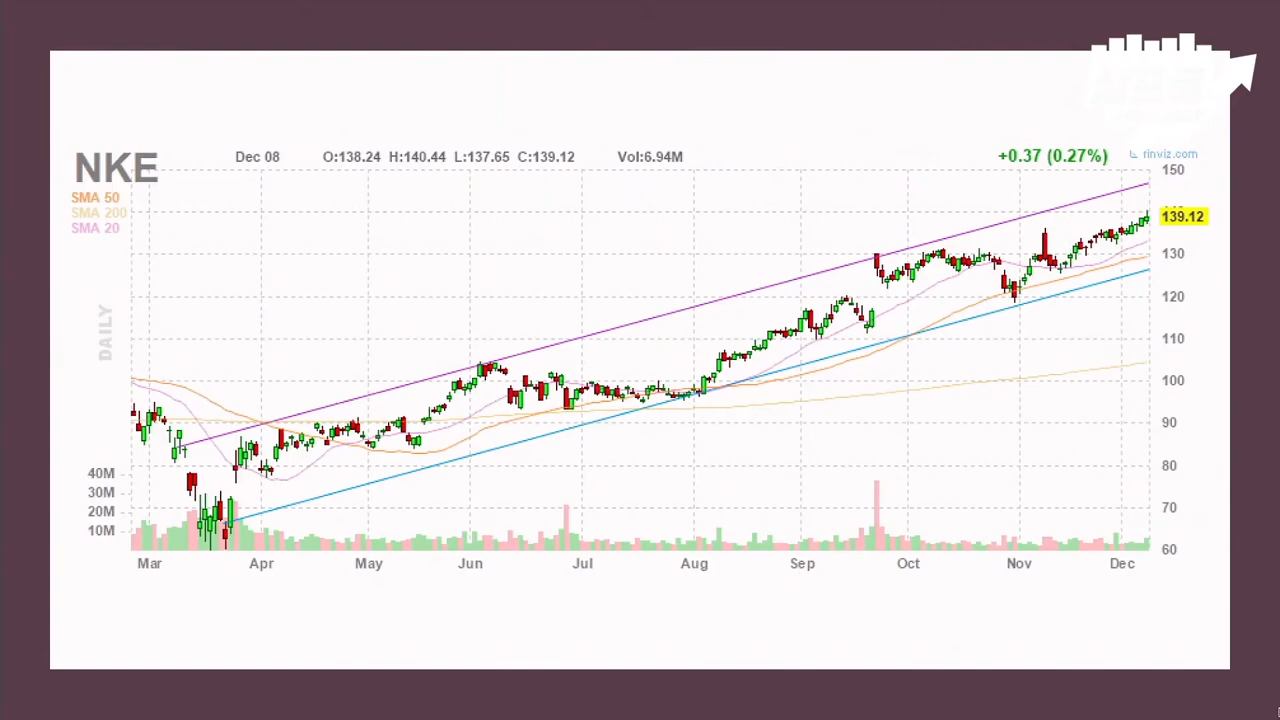 NKE Dec 08 O:138.24 H:140.44 L:137.65 C:139.12 Vol:6.94M +0.37 (0.27%) rinviz.com
SMA 50
SMA 200
SMA 20
DAILY
150
139.12
130
120
110
100
90
80
70
60
40M
30M
20M
10M
Mar Apr May Jun Jul Aug Sep Oct Nov Dec